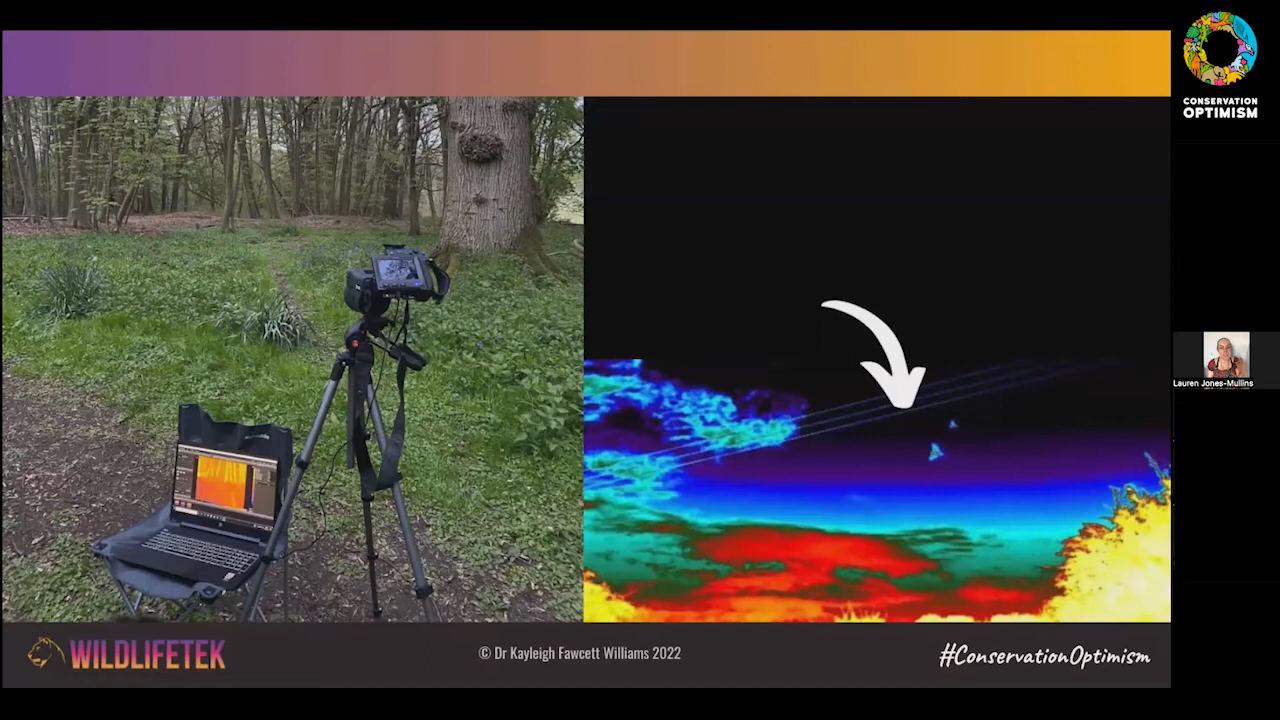 CONSERVATION
OPTIMISM
Lauren Jones-Mullins
WILDLIFETEK
© Dr Kayleigh Fawcett Williams 2022
#ConservationOptimism